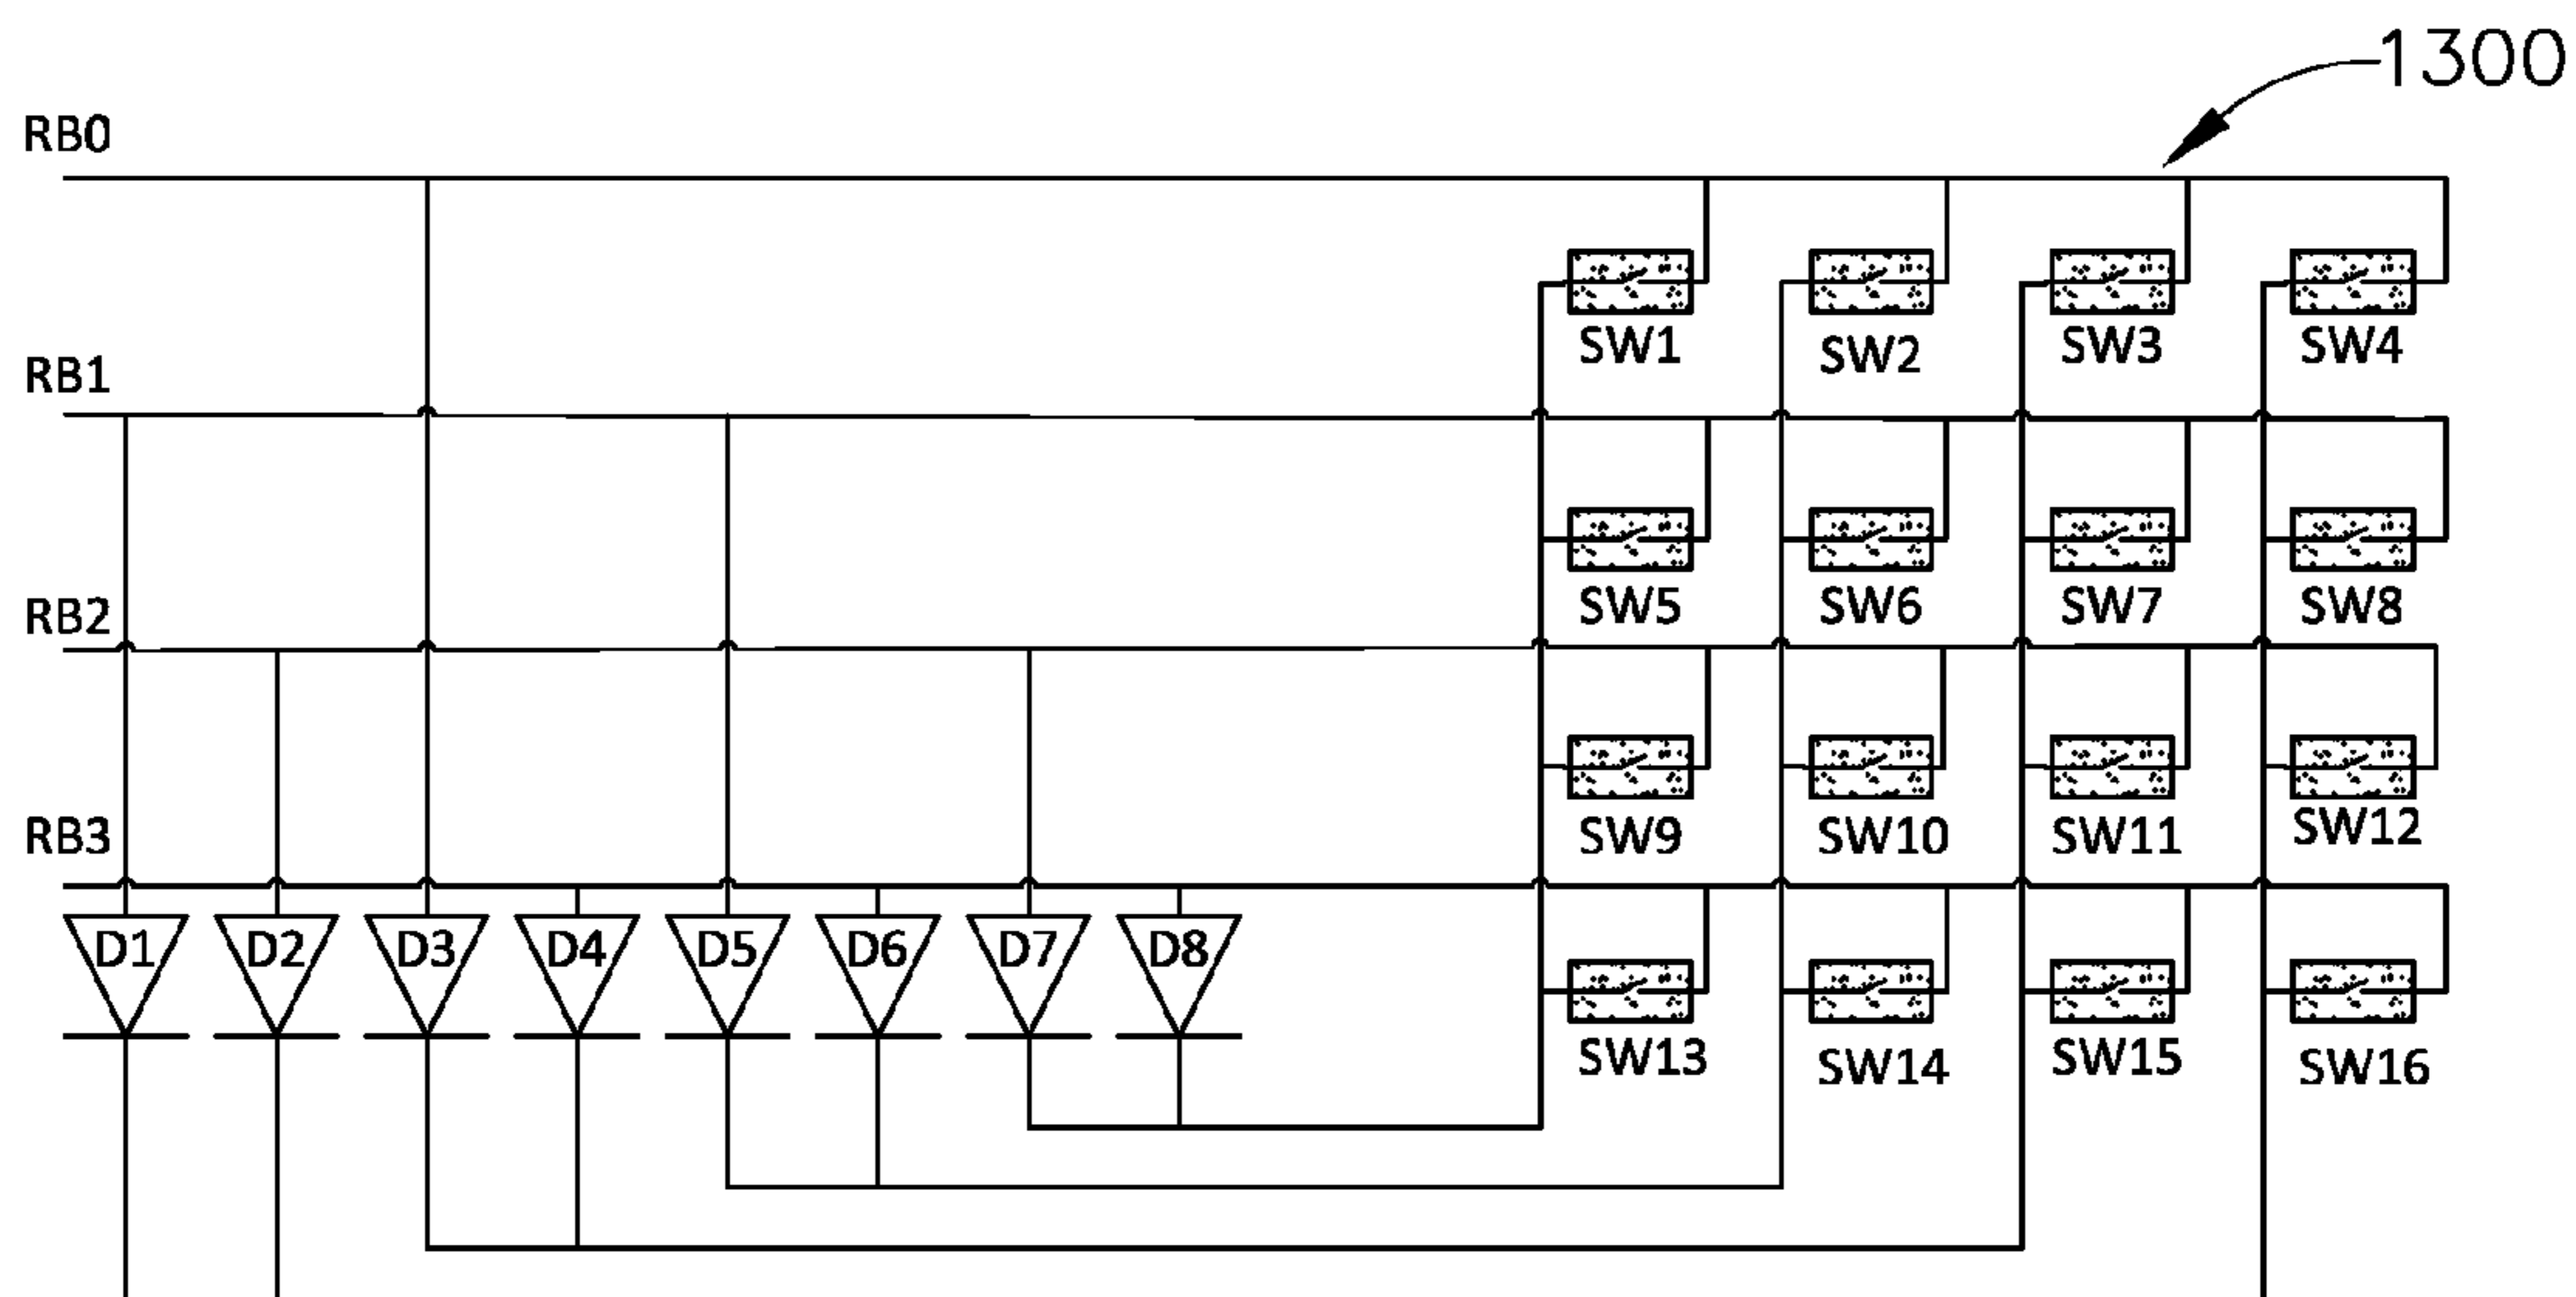 1300
RB0
SW1 SW2 SW3 SW4
RB1
SW5 SW6 SW7 SW8
RB2
SW9 SW10 SW11 SW12
RB3
D1 D2 D3 D4 D5 D6 D7 D8
SW13 SW14 SW15 SW16